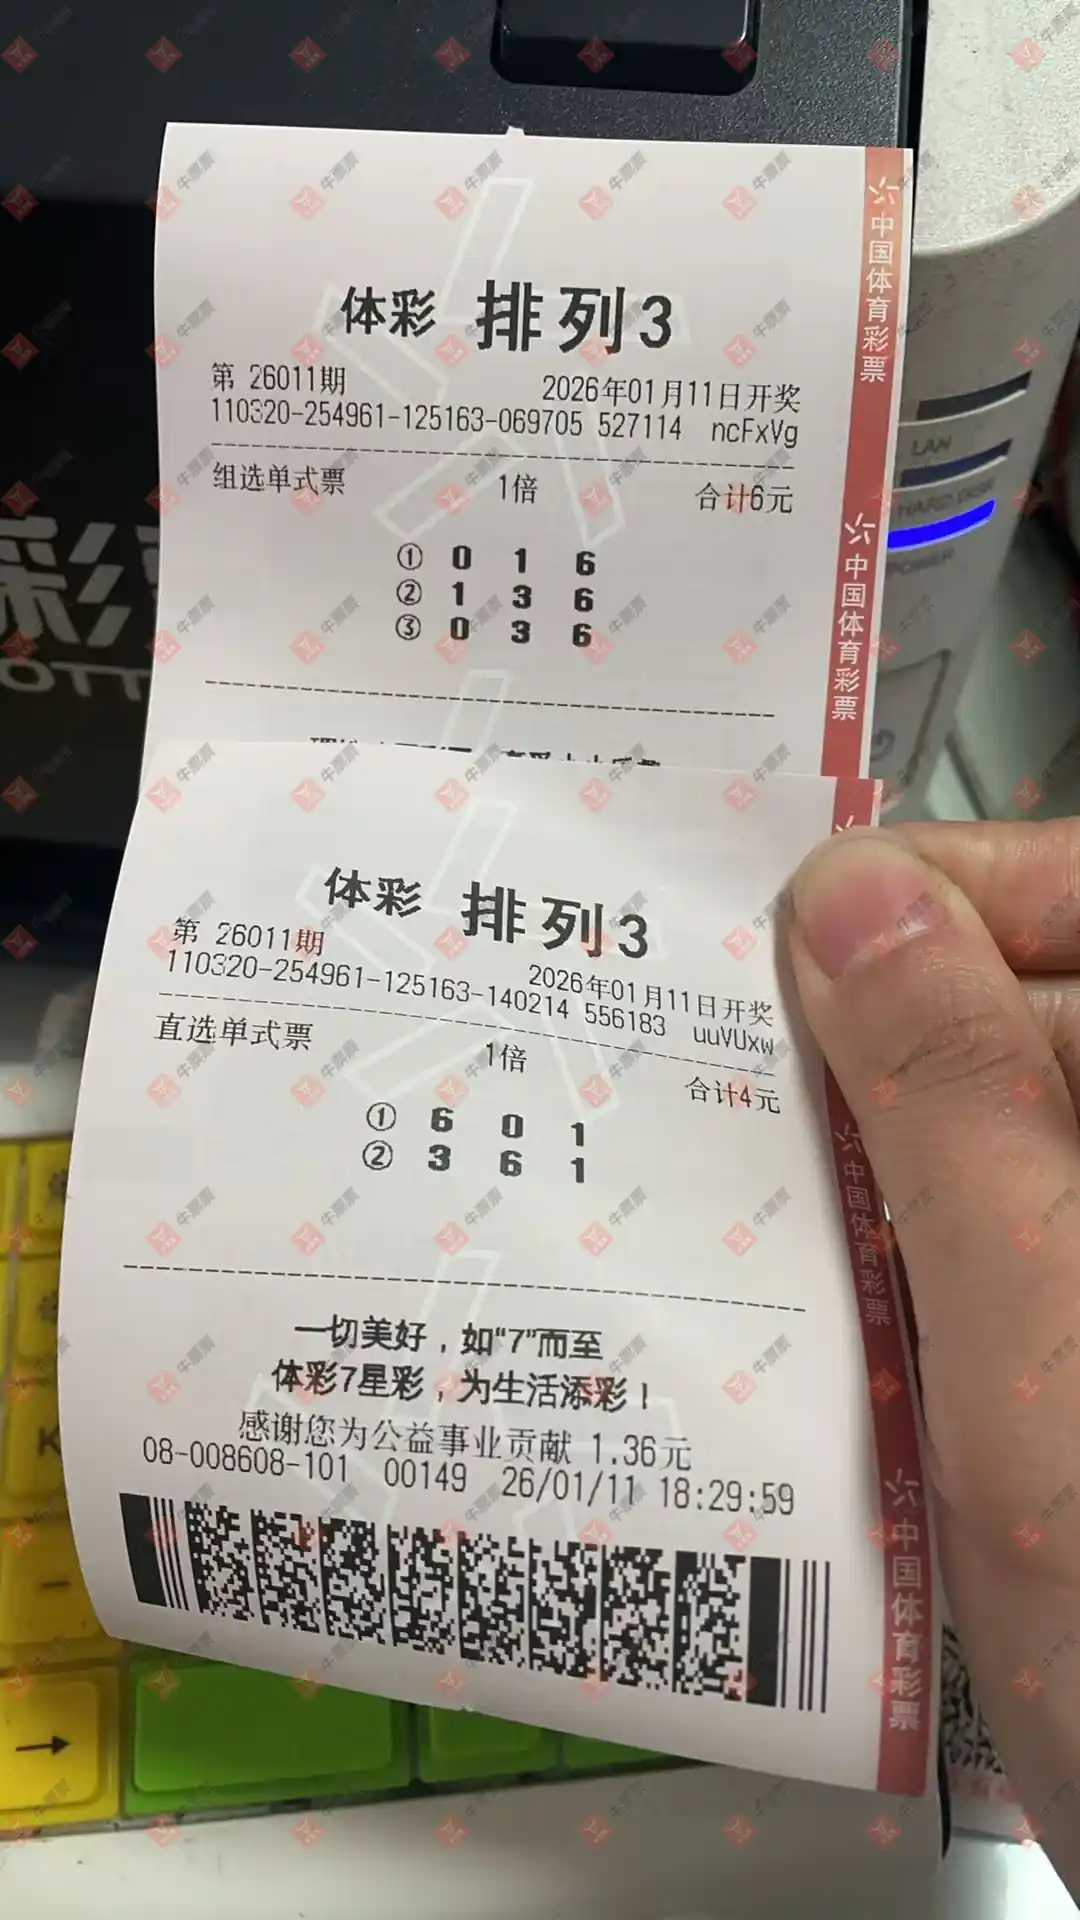 体彩 排列3
第 26011期 2026年01月11日开奖
110320-254961-125163-069705 527114 ncFxVg
组选单式票 1倍 合计6元
① 0 1 6
② 1 3 6
③ 0 3 6
中国体育彩票
中国体育彩票
体彩 排列3
第 26011期 2026年01月11日开奖
110320-254961-125163-140214 556183 uuVUxw
直选单式票 1倍 合计4元
① 6 0 1
② 3 6 1
一切美好，如“7”而至
体彩7星彩，为生活添彩！
感谢您为公益事业贡献 1.36元
08-008608-101 00149 26/01/11 18:29:59
中国体育彩票
中国体育彩票
LAN
HARD DISK
POWER
彩
K
牛票票